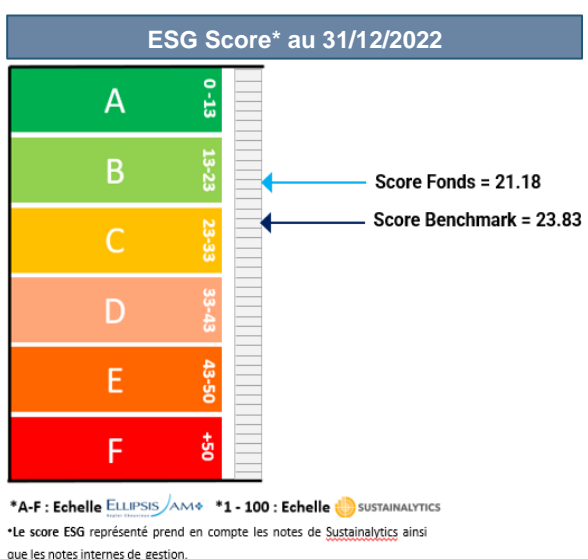 ESG Score* au 31/12/2022
A 0-13
B 13-23
Score Fonds = 21.18
Score Benchmark = 23.83
C 23-33
D 33-43
E 43-50
F +50
*A-F : Echelle ELLIPSIS AM *1 - 100 : Echelle SUSTAINALYTICS
*Le score ESG représenté prend en compte les notes de Sustainalytics ainsi
que les notes internes de gestion.